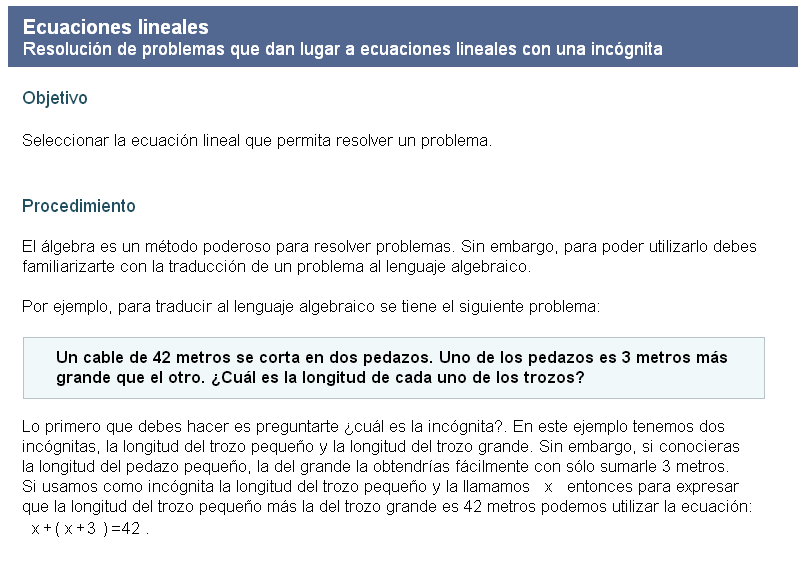 Ecuaciones lineales
Resolución de problemas que dan lugar a ecuaciones lineales con una incógnita
Objetivo
Seleccionar la ecuación lineal que permita resolver un problema.
Procedimiento
El álgebra es un método poderoso para resolver problemas. Sin embargo, para poder utilizarlo debes
familiarizarte con la traducción de un problema al lenguaje algebraico.
Por ejemplo, para traducir al lenguaje algebraico se tiene el siguiente problema:
Un cable de 42 metros se corta en dos pedazos. Uno de los pedazos es 3 metros más
grande que el otro. ¿Cuál es la longitud de cada uno de los trozos?
Lo primero que debes hacer es preguntarte ¿cuál es la incógnita?. En este ejemplo tenemos dos
incógnitas, la longitud del trozo pequeño y la longitud del trozo grande. Sin embargo, si conocieras
la longitud del pedazo pequeño, la del grande la obtendrías fácilmente con sólo sumarle 3 metros.
Si usamos como incógnita la longitud del trozo pequeño y la llamamos x entonces para expresar
que la longitud del trozo pequeño más la del trozo grande es 42 metros podemos utilizar la ecuación:
x + ( x + 3 ) = 42 .